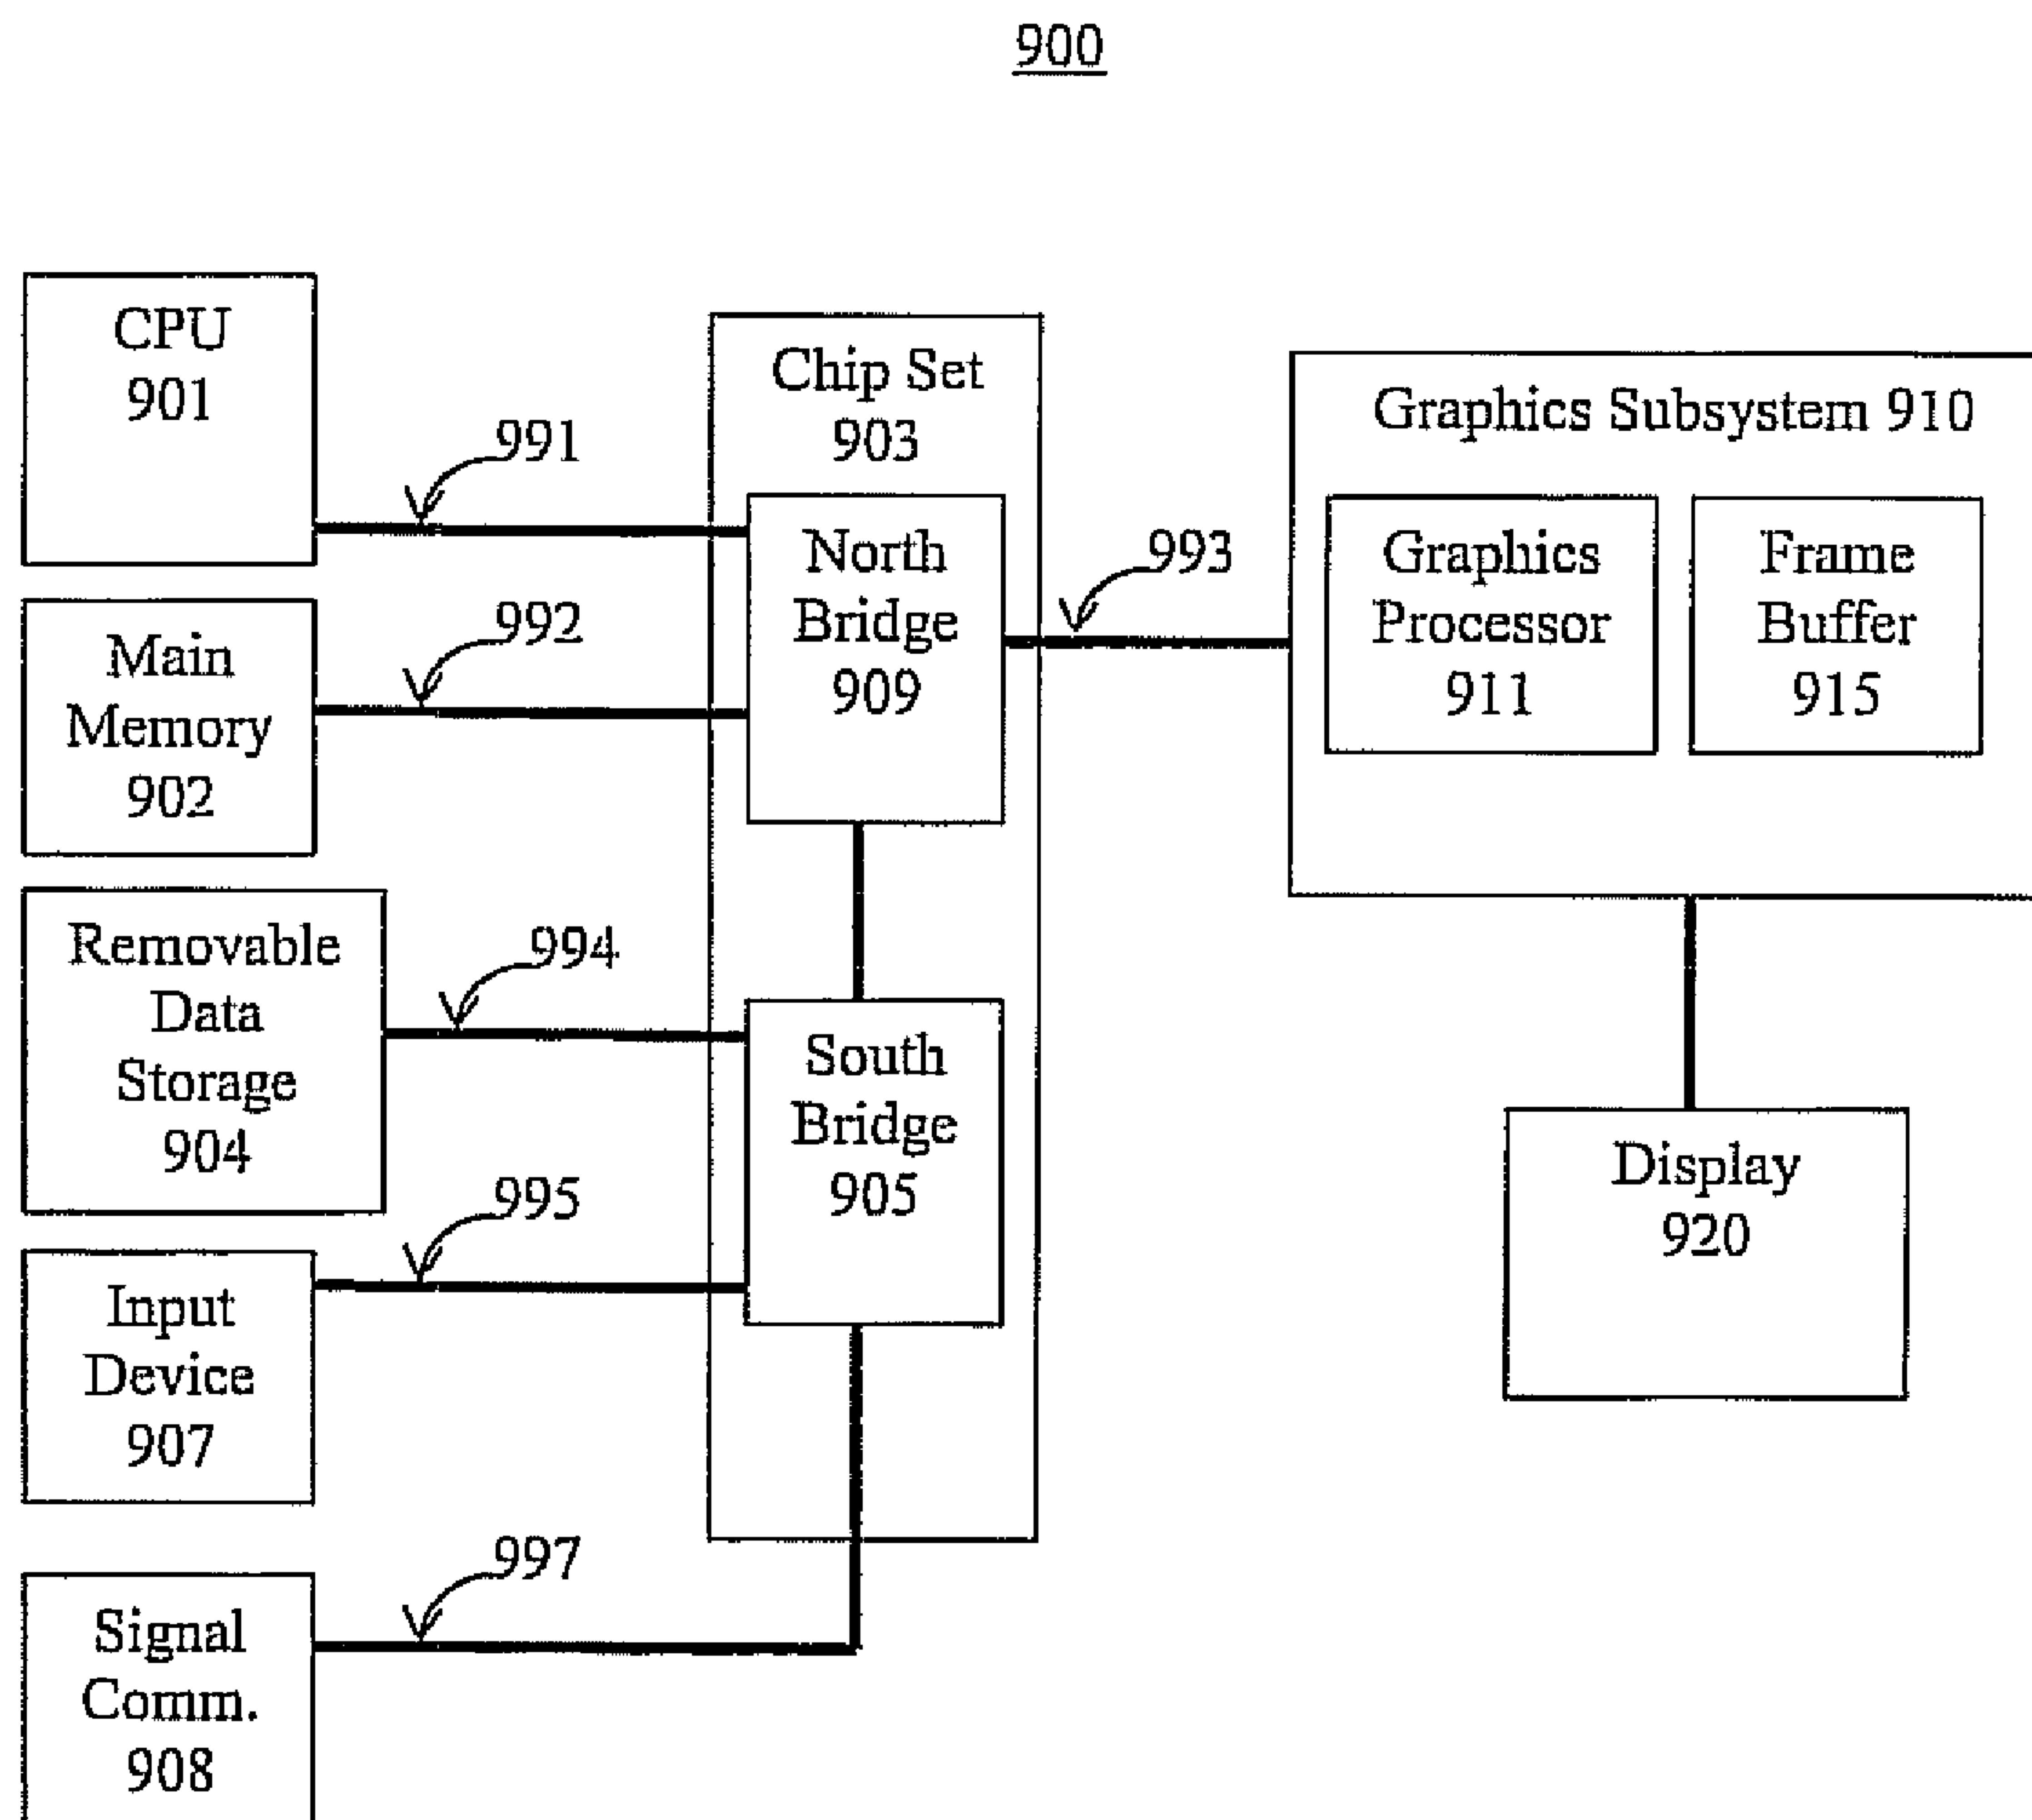 900
CPU
901
991
Main
Memory
902
992
Removable
Data
Storage
904
994
Input
Device
907
995
Signal
Comm.
908
997
Chip Set
903
North
Bridge
909
South
Bridge
905
993
Graphics Subsystem 910
Graphics
Processor
911
Frame
Buffer
915
Display
920